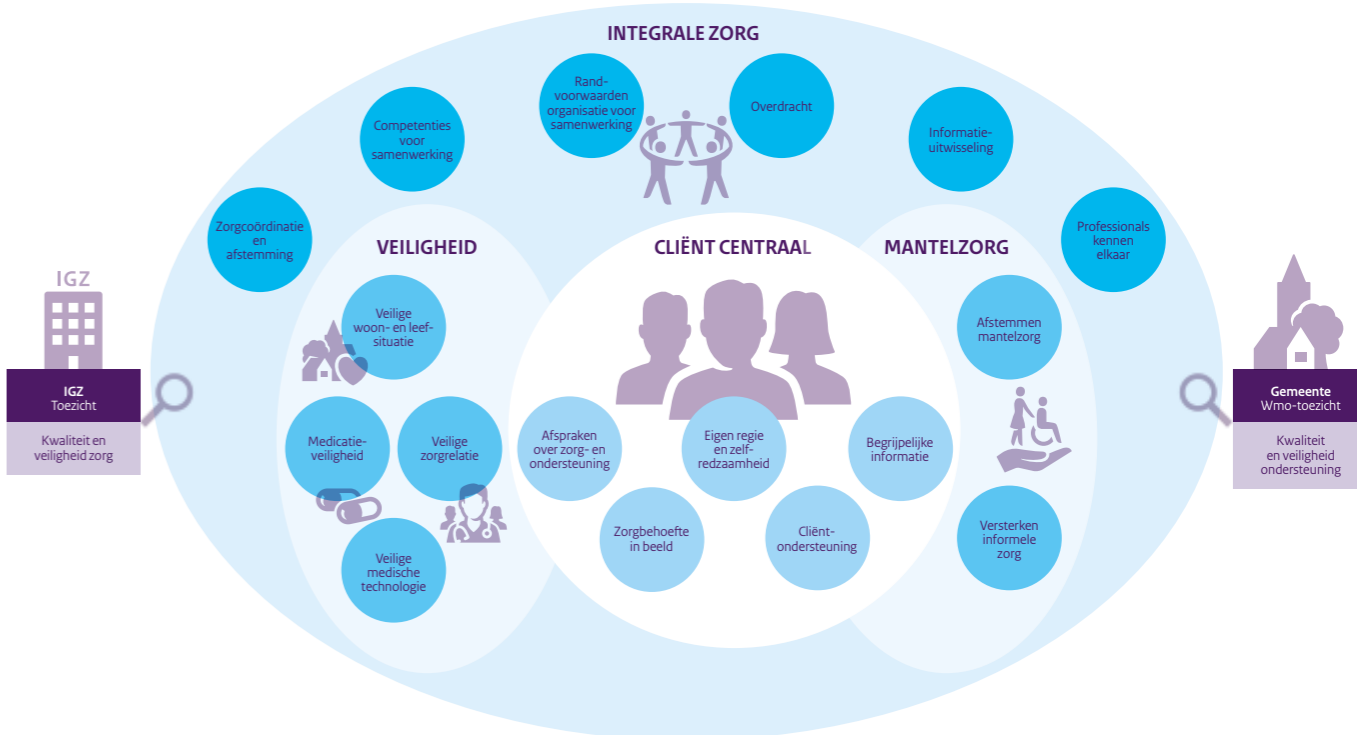 INTEGRALE ZORG
Rand-
voorwaarden
organisatie voor
samenwerking
Overdracht
Competenties
voor
samenwerking
Informatie-
uitwisseling
Zorgcoördinatie
en
afstemming
Professionals
kennen
elkaar
VEILIGHEID
CLIËNT CENTRAAL
MANTELZORG
IGZ
IGZ
Toezicht
Kwaliteit en
veiligheid zorg
Veilige
woon- en leef-
situatie
Medicatie-
veiligheid
Veilige
zorgrelatie
Veilige
medische
technologie
Afspraken
over zorg- en
ondersteuning
Eigen regie
en zelf-
redzaamheid
Begrijpelijke
informatie
Zorgbehoefte
in beeld
Cliënt-
ondersteuning
Afstemmen
mantelzorg
Versterken
informele
zorg
Gemeente
Wmo-toezicht
Kwaliteit
en veiligheid
ondersteuning